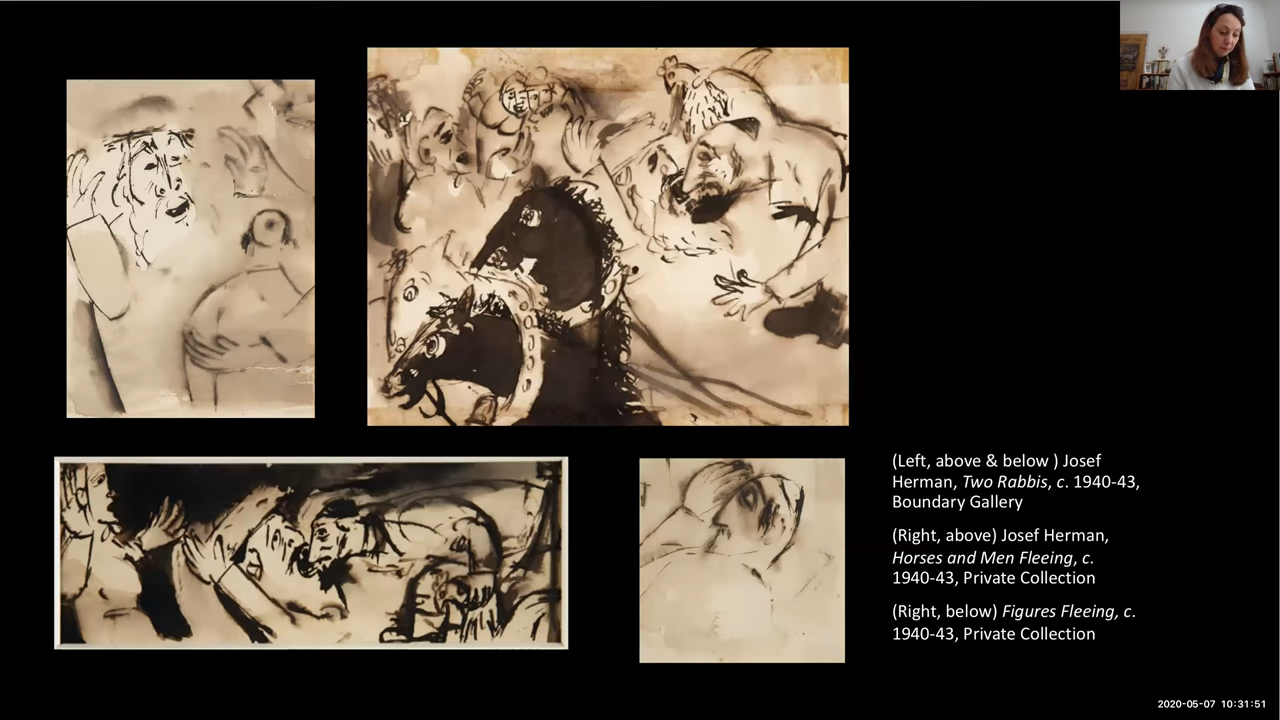 (Left, above & below ) Josef
Herman, Two Rabbis, c. 1940-43,
Boundary Gallery
(Right, above) Josef Herman,
Horses and Men Fleeing, c.
1940-43, Private Collection
(Right, below) Figures Fleeing, c.
1940-43, Private Collection
2020-05-07 10:31:51